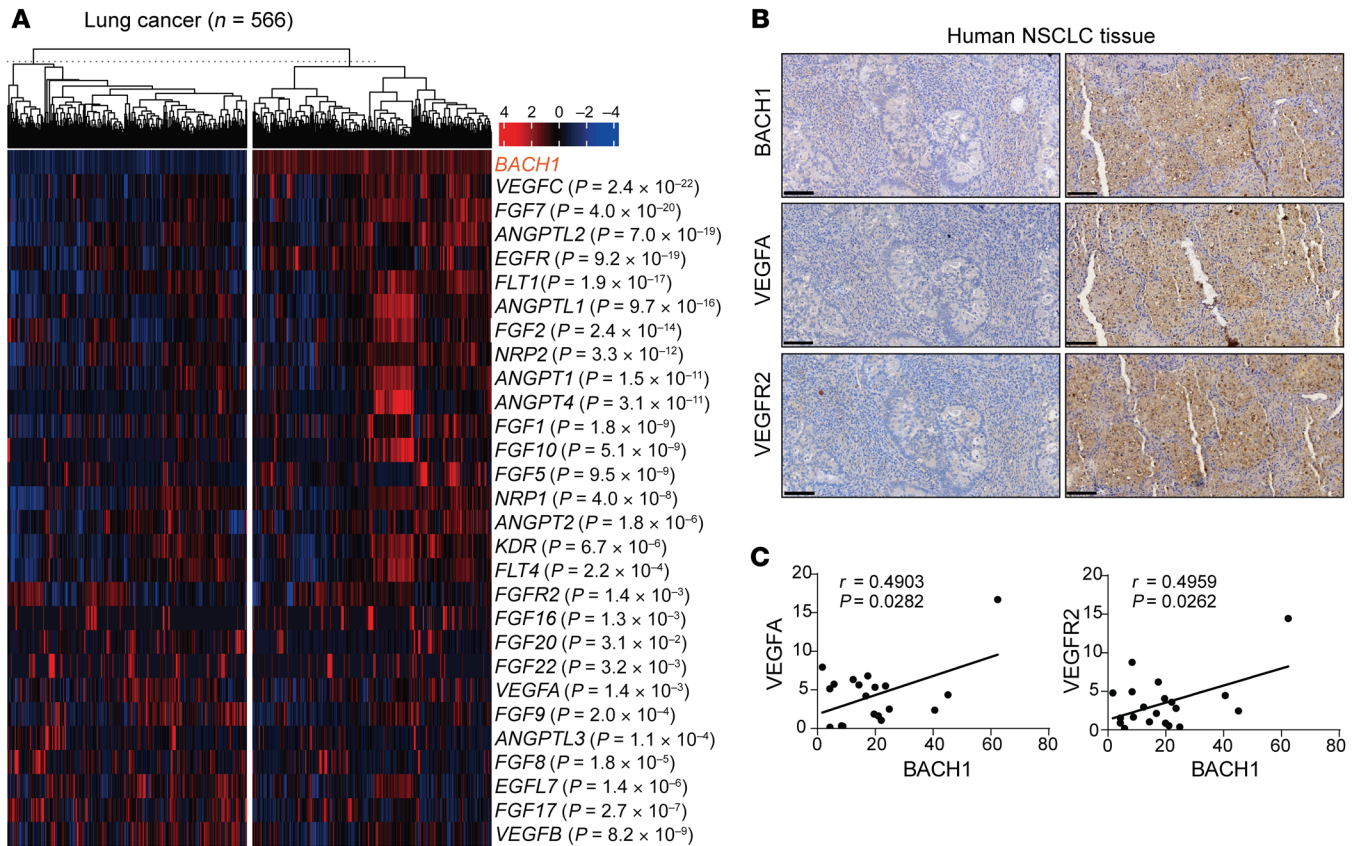 A
Lung cancer (n = 566)
4 2 0 –2 –4
BACH1
VEGFC (P = 2.4 × 10⁻²²)
FGF7 (P = 4.0 × 10⁻²⁰)
ANGPTL2 (P = 7.0 × 10⁻¹⁹)
EGFR (P = 9.2 × 10⁻¹⁹)
FLT1(P = 1.9 × 10⁻¹⁷)
ANGPTL1 (P = 9.7 × 10⁻¹⁶)
FGF2 (P = 2.4 × 10⁻¹⁴)
NRP2 (P = 3.3 × 10⁻¹²)
ANGPT1 (P = 1.5 × 10⁻¹¹)
ANGPT4 (P = 3.1 × 10⁻¹¹)
FGF1 (P = 1.8 × 10⁻⁹)
FGF10 (P = 5.1 × 10⁻⁹)
FGF5 (P = 9.5 × 10⁻⁹)
NRP1 (P = 4.0 × 10⁻⁸)
ANGPT2 (P = 1.8 × 10⁻⁶)
KDR (P = 6.7 × 10⁻⁶)
FLT4 (P = 2.2 × 10⁻⁴)
FGFR2 (P = 1.4 × 10⁻³)
FGF16 (P = 1.3 × 10⁻³)
FGF20 (P = 3.1 × 10⁻²)
FGF22 (P = 3.2 × 10⁻³)
VEGFA (P = 1.4 × 10⁻³)
FGF9 (P = 2.0 × 10⁻⁴)
ANGPTL3 (P = 1.1 × 10⁻⁴)
FGF8 (P = 1.8 × 10⁻⁵)
EGFL7 (P = 1.4 × 10⁻⁶)
FGF17 (P = 2.7 × 10⁻⁷)
VEGFB (P = 8.2 × 10⁻⁹)
B
Human NSCLC tissue
BACH1
VEGFA
VEGFR2
C
r = 0.4903
P = 0.0282
VEGFA
20
15
10
5
0
0 20 40 60 80
BACH1
r = 0.4959
P = 0.0262
VEGFR2
20
15
10
5
0
0 20 40 60 80
BACH1